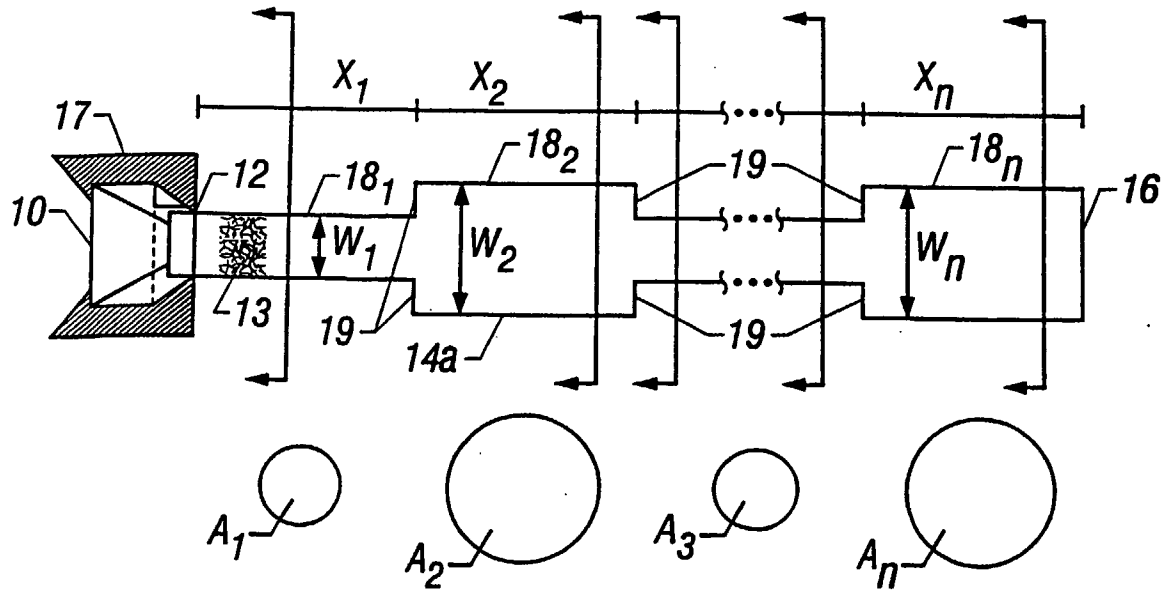 X₁ X₂ Xₙ
17 12 18₁ 18₂ 19 18ₙ
10 16
W₁ W₂ Wₙ
13 19 14a 19
A₁ A₂ A₃ Aₙ